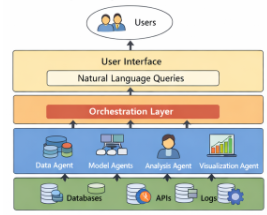 Users
User Interface
Natural Language Queries
Orchestration Layer
Data Agent Model Agents Analysis Agent Visualization Agent
Databases APIs Logs